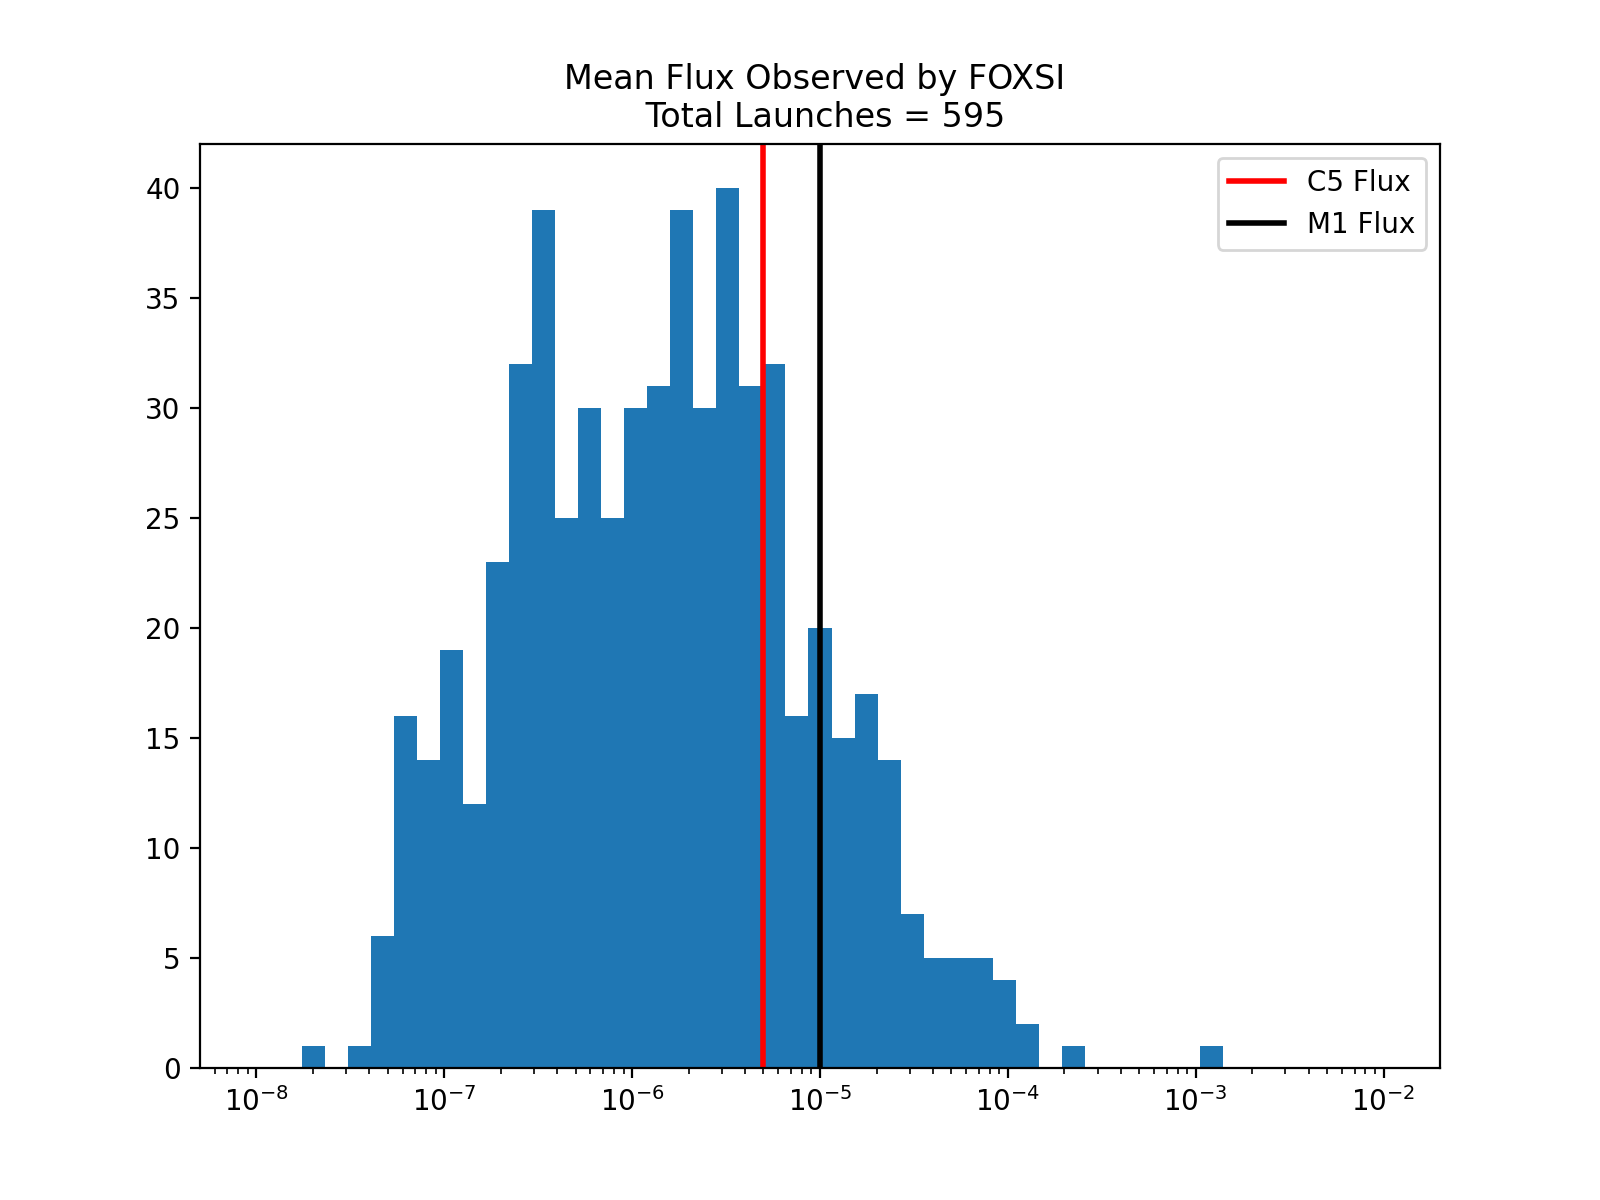 Mean Flux Observed by FOXSI
Total Launches = 595
C5 Flux
M1 Flux
40
35
30
25
20
15
10
5
0
10⁻⁸ 10⁻⁷ 10⁻⁶ 10⁻⁵ 10⁻⁴ 10⁻³ 10⁻²